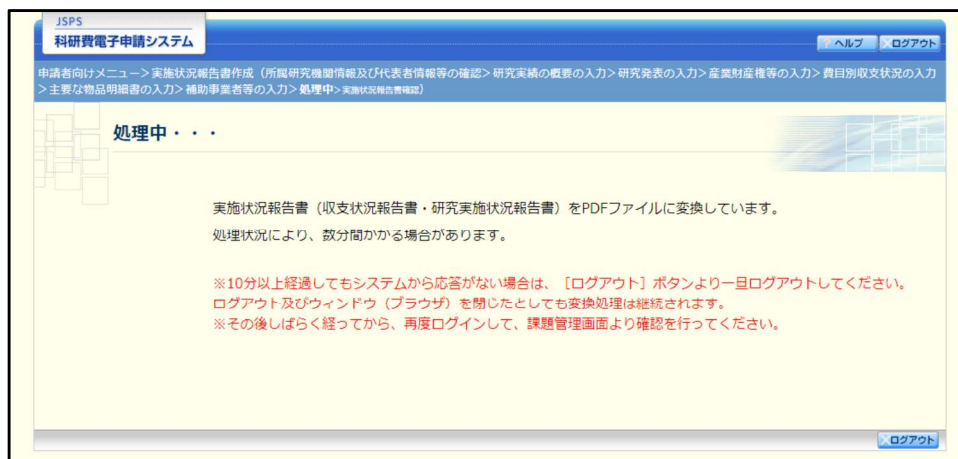 JSPS
科研費電子申請システム
ヘルプ ログアウト
申請者向けメニュー＞実施状況報告書作成（所属研究機関情報及び代表者情報等の確認＞研究実績の概要の入力＞研究発表の入力＞産業財産権等の入力＞費目別収支状況の入力
＞主要な物品明細書の入力＞補助事業者等の入力＞処理中＞実施状況報告書確認）
処理中・・・
実施状況報告書（収支状況報告書・研究実施状況報告書）をPDFファイルに変換しています。
処理状況により、数分間かかる場合があります。
※10分以上経過してもシステムから応答がない場合は、［ログアウト］ボタンより一旦ログアウトしてください。
ログアウト及びウィンドウ（ブラウザ）を閉じたとしても変換処理は継続されます。
※その後しばらく経ってから、再度ログインして、課題管理画面より確認を行ってください。
ログアウト